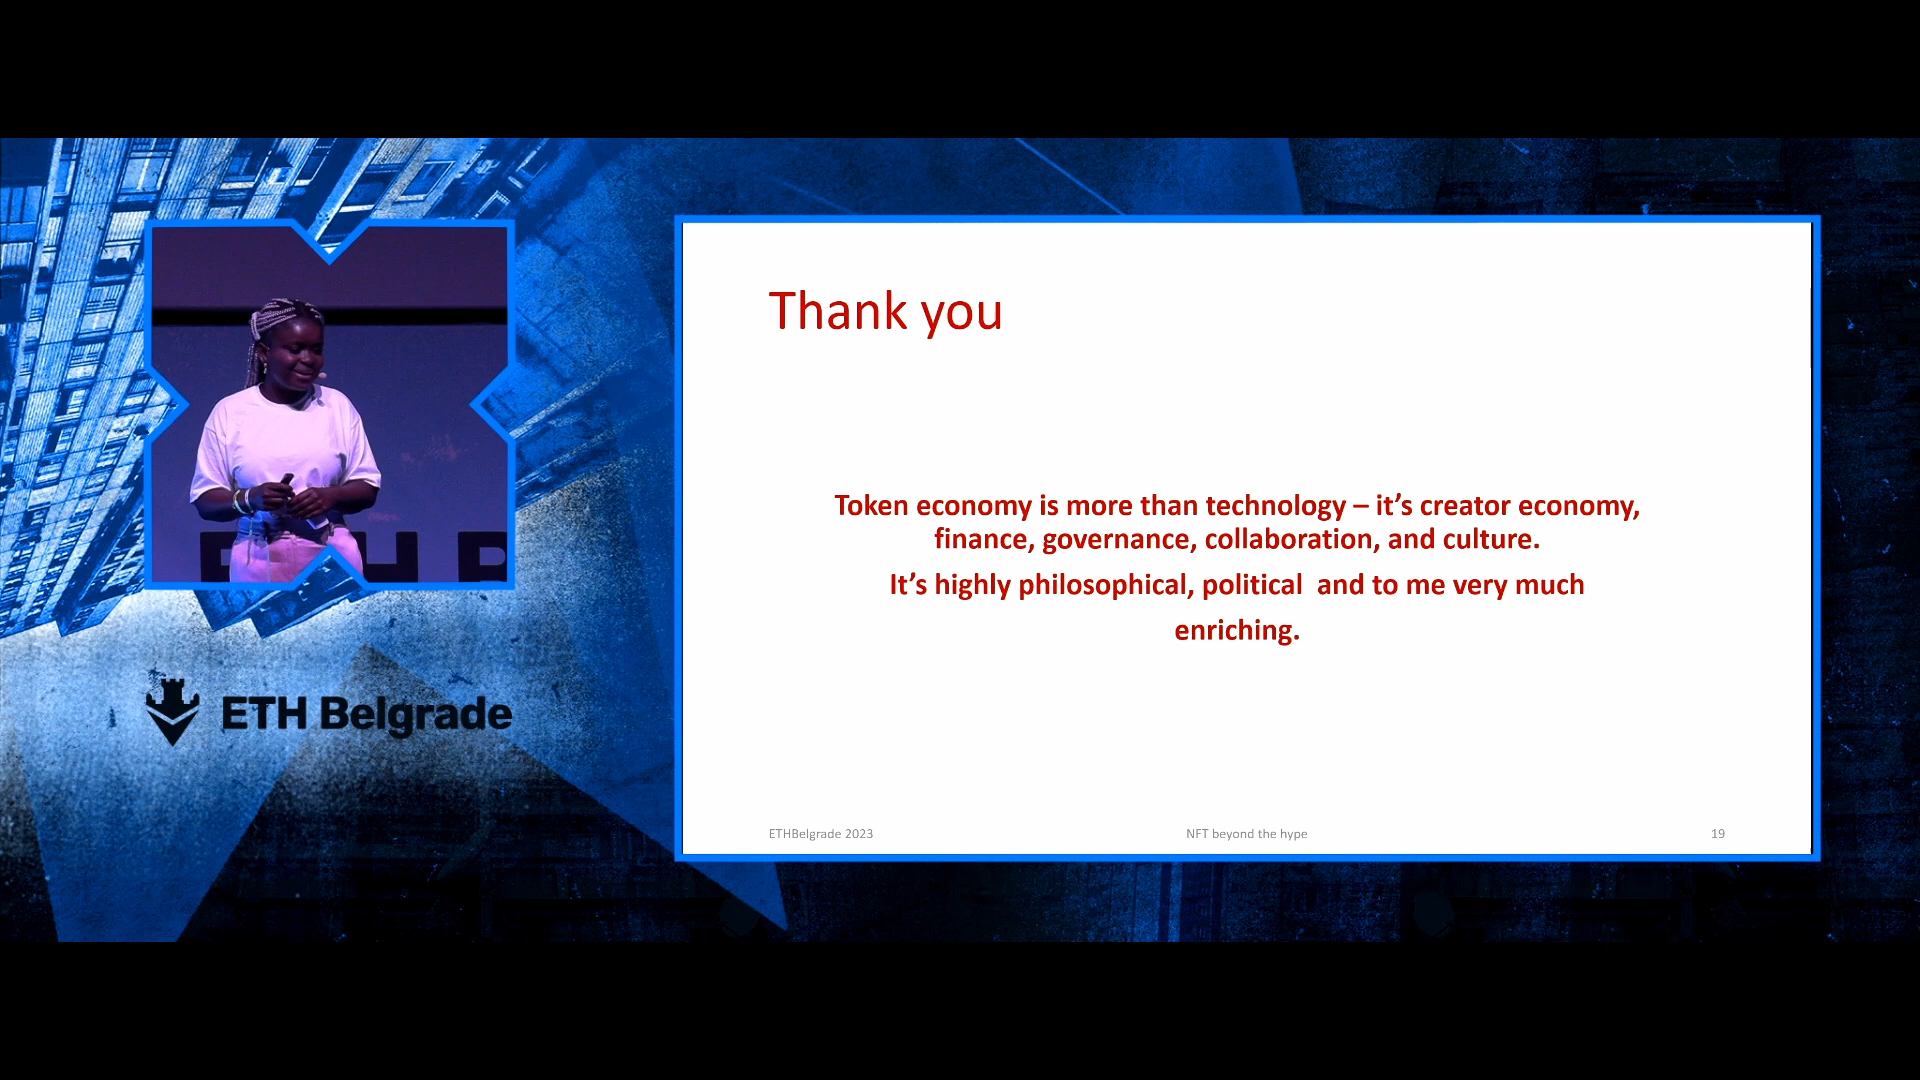 Thank you
Token economy is more than technology – it’s creator economy,
finance, governance, collaboration, and culture.
It’s highly philosophical, political  and to me very much
enriching.
ETHBelgrade 2023
NFT beyond the hype
19
ETH Belgrade